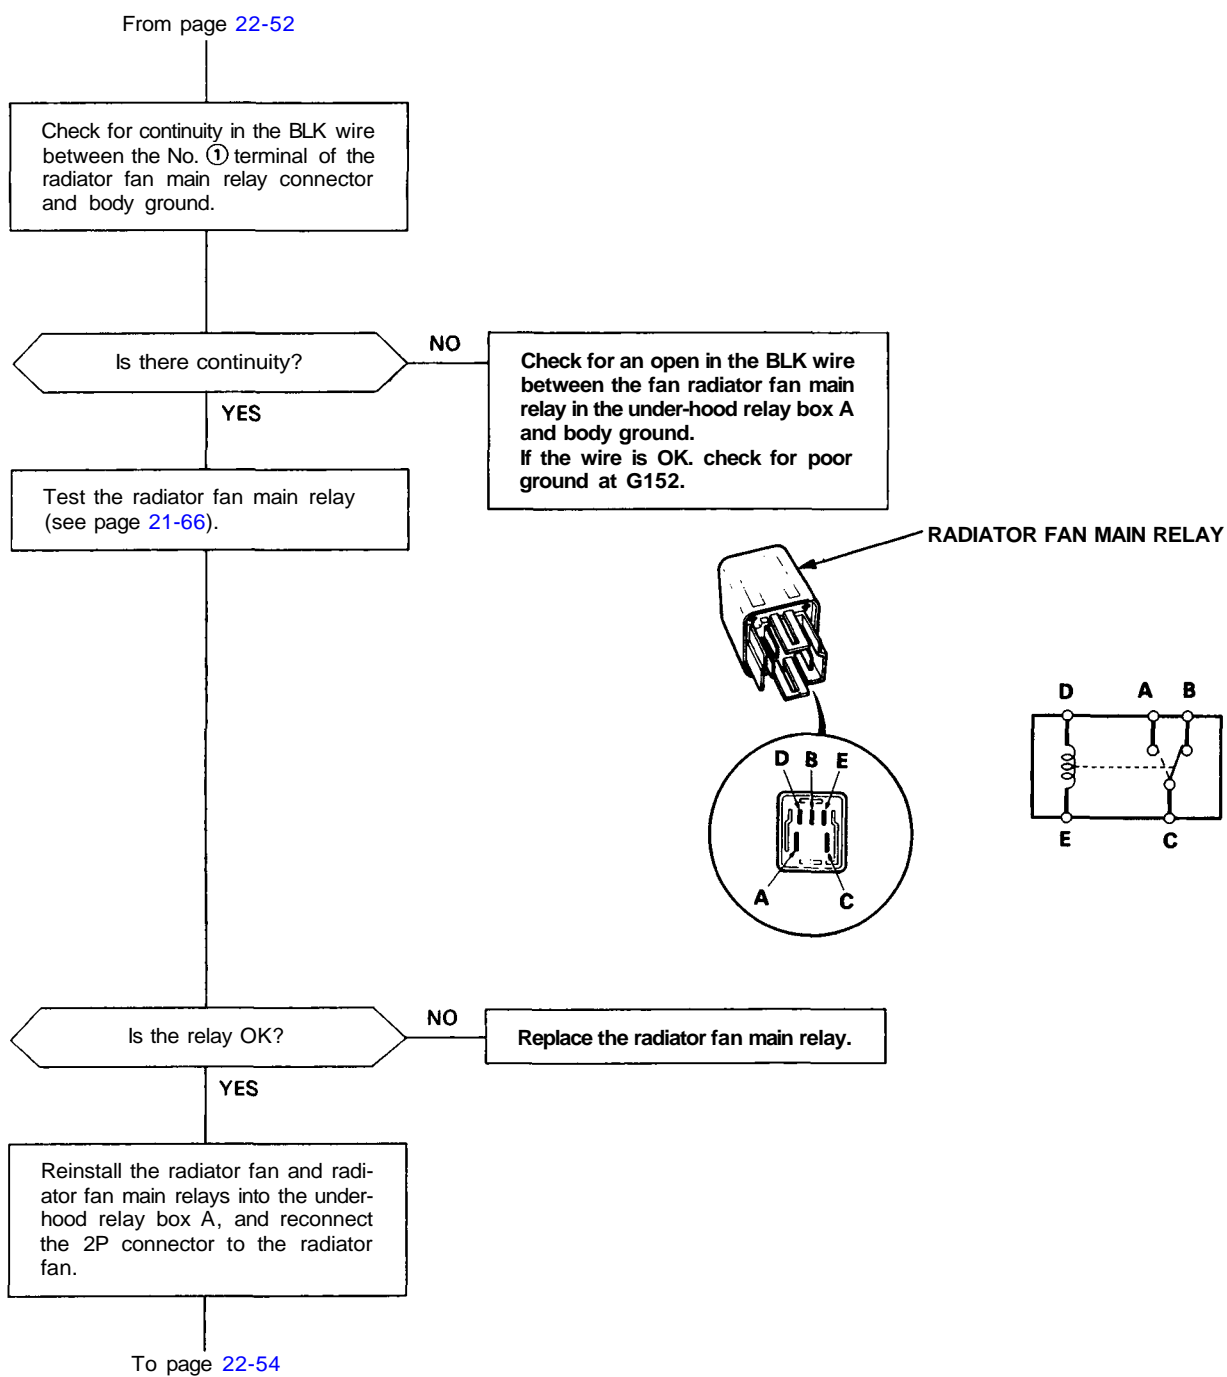 From page 22-52
Check for continuity in the BLK wire
between the No. ① terminal of the
radiator fan main relay connector
and body ground.
Is there continuity?
NO
Check for an open in the BLK wire
between the fan radiator fan main
relay in the under-hood relay box A
and body ground.
If the wire is OK. check for poor
ground at G152.
YES
Test the radiator fan main relay
(see page 21-66).
RADIATOR FAN MAIN RELAY
D B E
A C
D A B
E C
Is the relay OK?
NO
Replace the radiator fan main relay.
YES
Reinstall the radiator fan and radi-
ator fan main relays into the under-
hood relay box A, and reconnect
the 2P connector to the radiator
fan.
To page 22-54